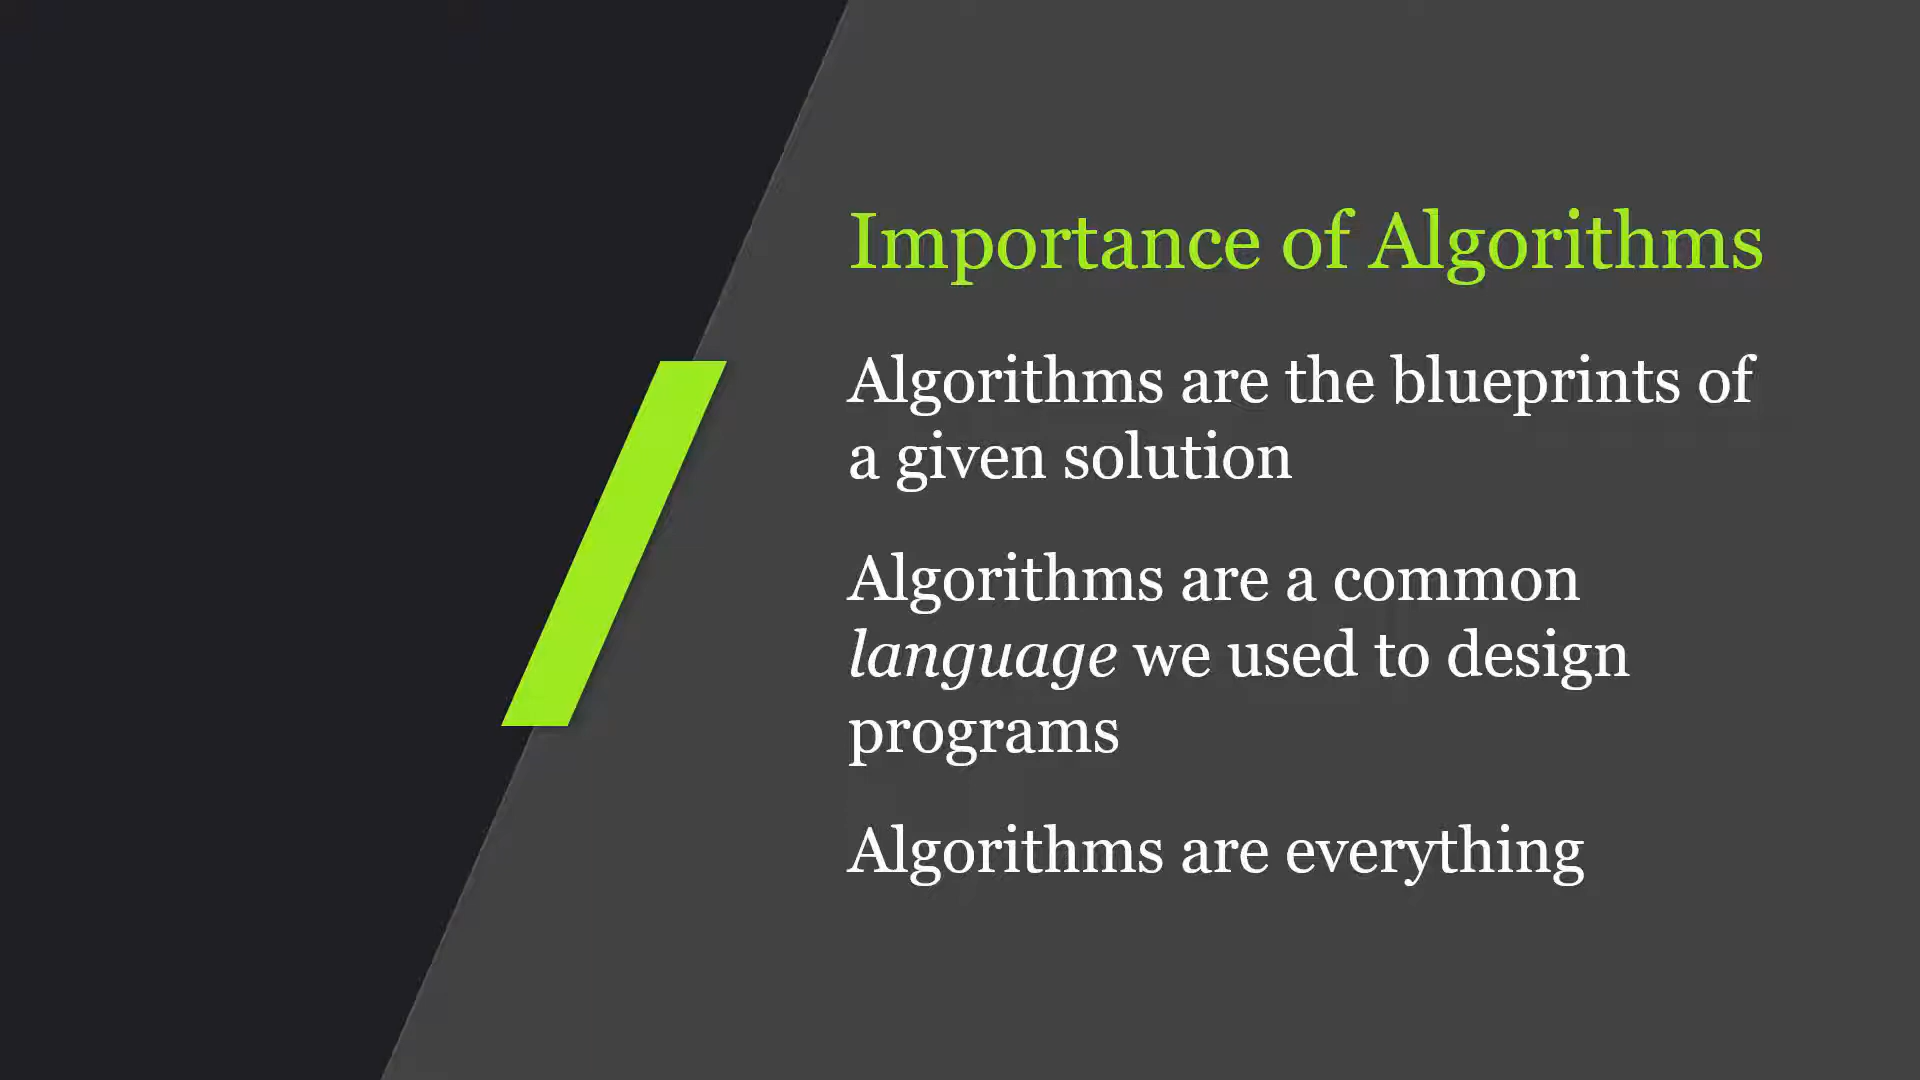 Importance of Algorithms
Algorithms are the blueprints of
a given solution
Algorithms are a common
language we used to design
programs
Algorithms are everything